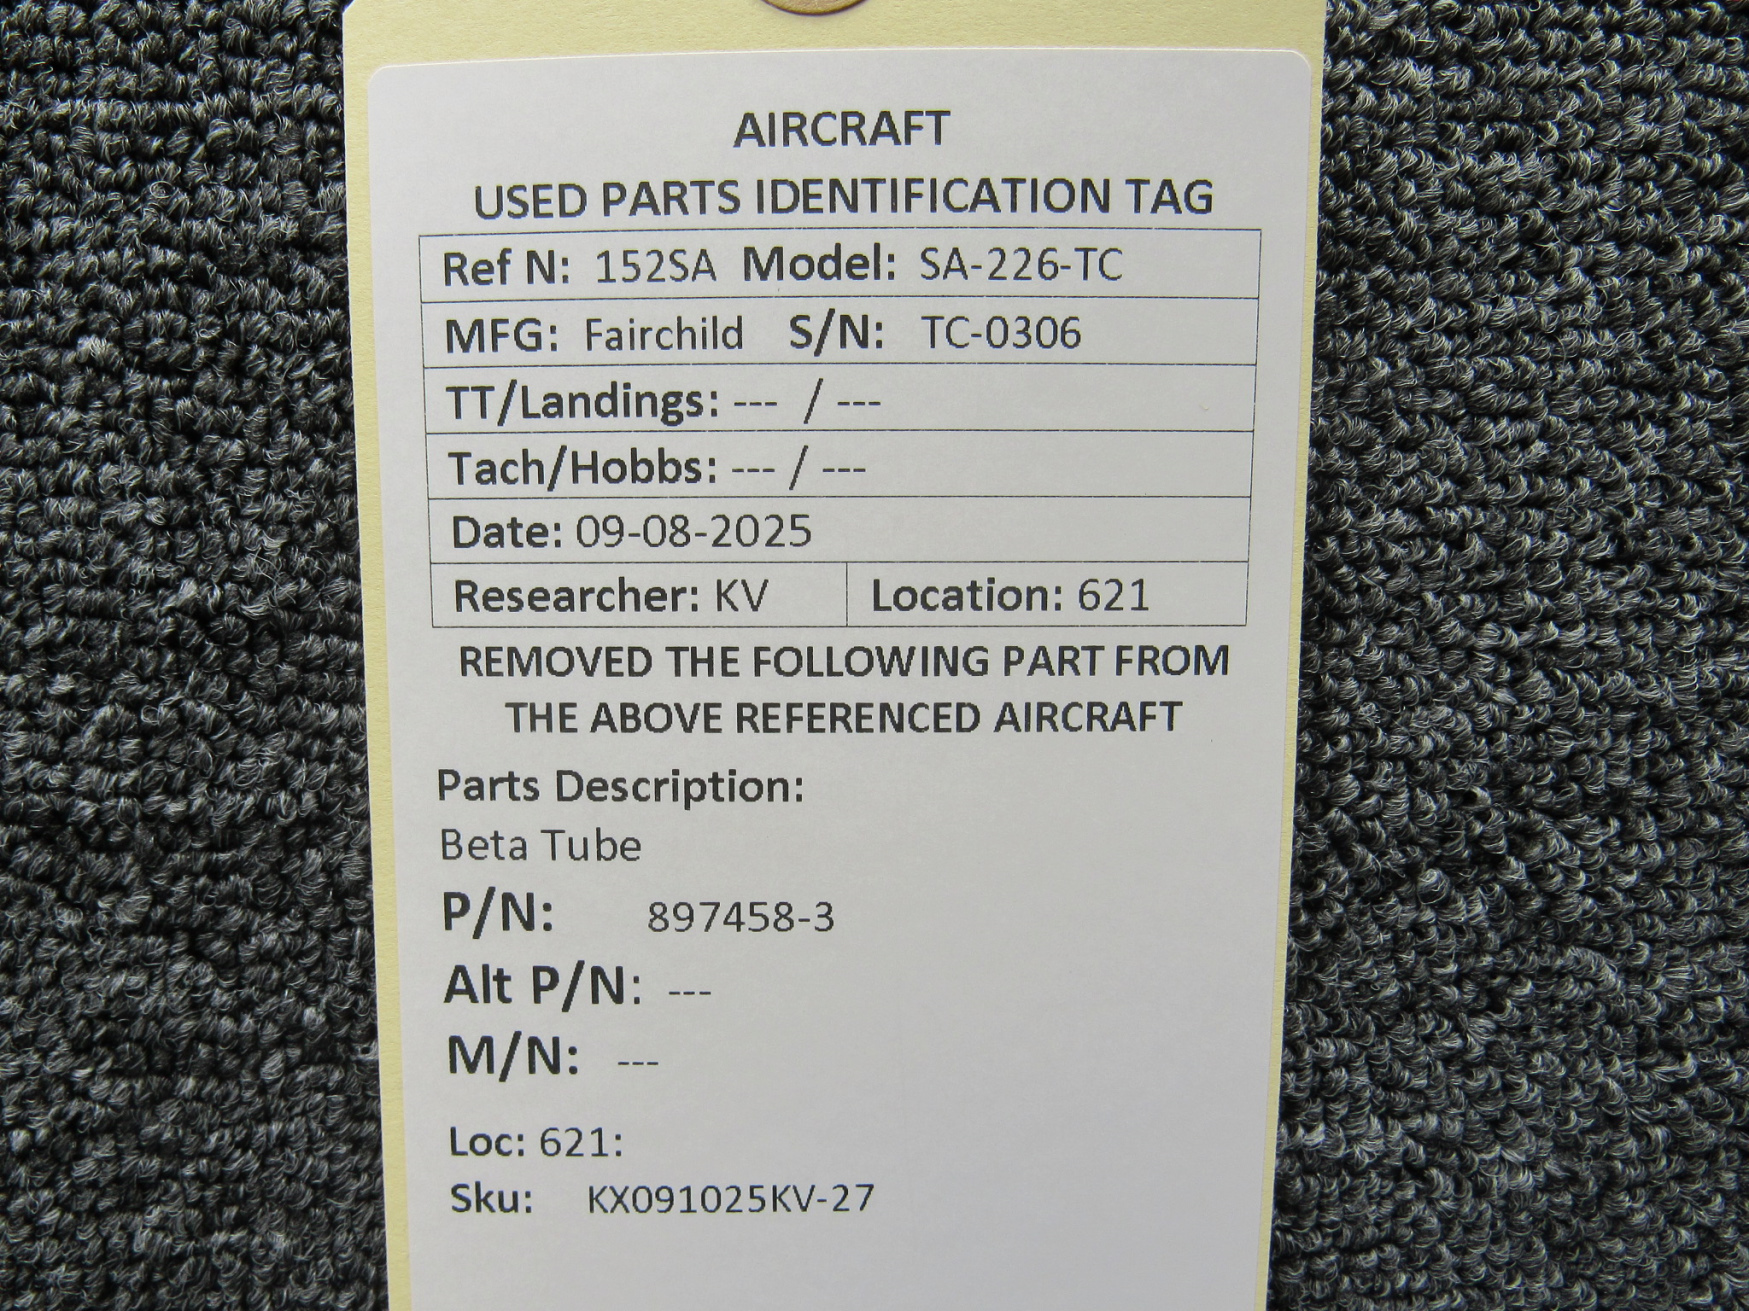 AIRCRAFT
USED PARTS IDENTIFICATION TAG
Ref N: 152SA Model: SA-226-TC
MFG: Fairchild S/N: TC-0306
TT/Landings: --- / ---
Tach/Hobbs: --- / ---
Date: 09-08-2025
Researcher: KV Location: 621
REMOVED THE FOLLOWING PART FROM
THE ABOVE REFERENCED AIRCRAFT
Parts Description:
Beta Tube
P/N: 897458-3
Alt P/N: ---
M/N: ---
Loc: 621:
Sku: KX091025KV-27